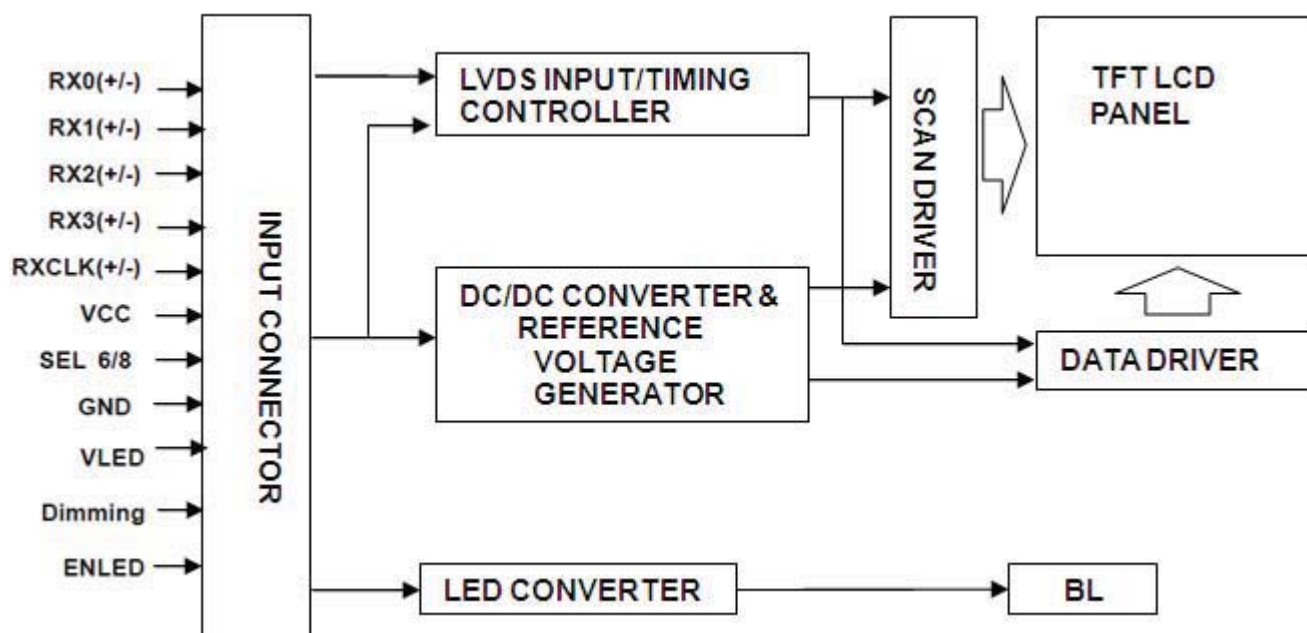 RX0(+/-)
RX1(+/-)
RX2(+/-)
RX3(+/-)
RXCLK(+/-)
VCC
SEL 6/8
GND
VLED
Dimming
ENLED
INPUT CONNECTOR
LVDS INPUT/TIMING
CONTROLLER
DC/DC CONVERTER &
REFERENCE
VOLTAGE
GENERATOR
LED CONVERTER
SCAN DRIVER
TFT LCD
PANEL
DATA DRIVER
BL